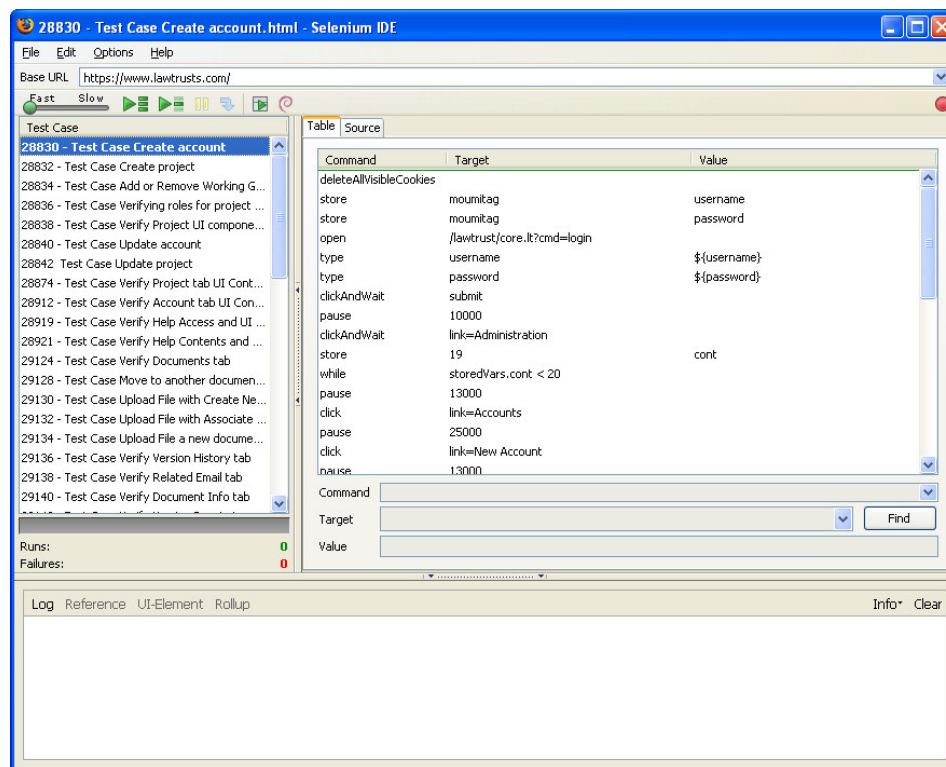 28830 - Test Case Create account.html - Selenium IDE
File Edit Options Help
Base URL https://www.lawtrusts.com/
Fast Slow
Test Case
28830 - Test Case Create account
28832 - Test Case Create project
28834 - Test Case Add or Remove Working G...
28836 - Test Case Verifying roles for project ...
28838 - Test Case Verify Project UI compone...
28840 - Test Case Update account
28842 Test Case Update project
28874 - Test Case Verify Project tab UI Cont...
28912 - Test Case Verify Account tab UI Con...
28919 - Test Case Verify Help Access and UI ...
28921 - Test Case Verify Help Contents and ...
29124 - Test Case Verify Documents tab
29128 - Test Case Move to another documen...
29130 - Test Case Upload File with Create Ne...
29132 - Test Case Upload File with Associate ...
29134 - Test Case Upload File a new docume...
29136 - Test Case Verify Version History tab
29138 - Test Case Verify Related Email tab
29140 - Test Case Verify Document Info tab
Runs: 0
Failures: 0
Table Source
Command Target Value
deleteAllVisibleCookies
store moumitag username
store moumitag password
open /lawtrust/core.lt?cmd=login
type username ${username}
type password ${password}
clickAndWait submit
pause 10000
clickAndWait link=Administration
store 19 cont
while storedVars.cont < 20
pause 13000
click link=Accounts
pause 25000
click link=New Account
pause 13000
Command
Target Find
Value
Log Reference UI-Element Rollup Info Clear